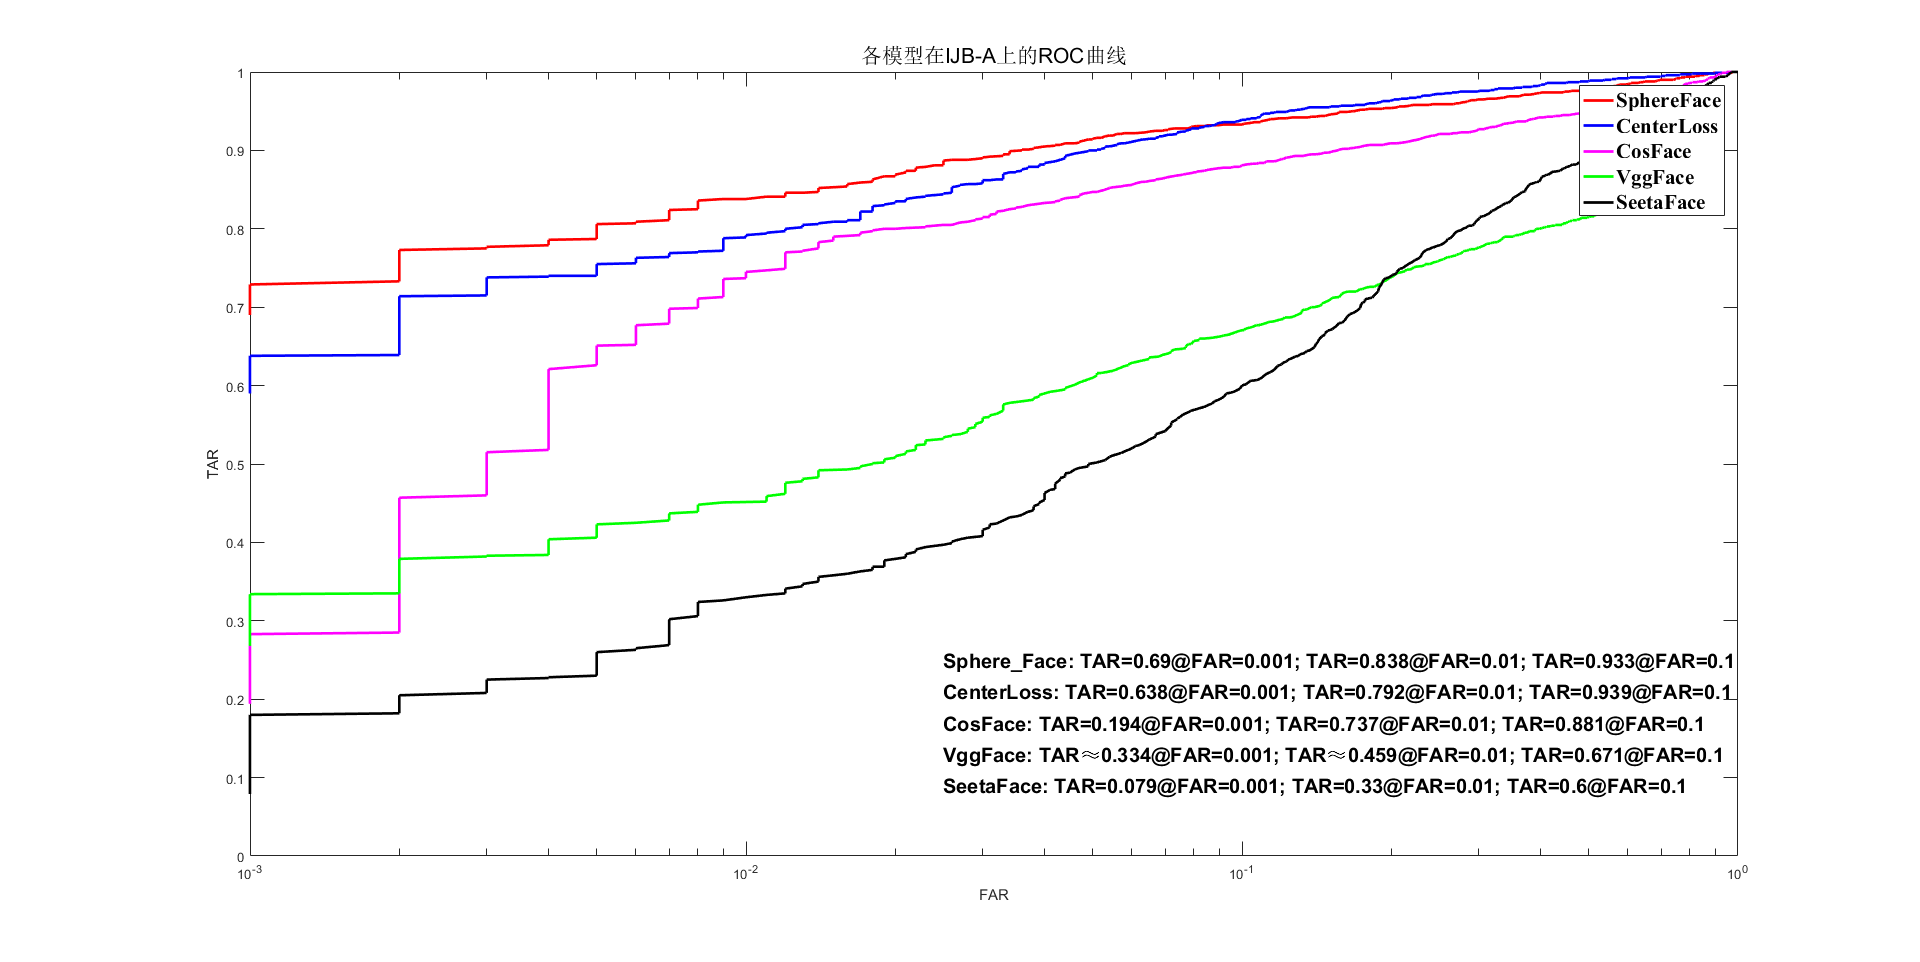 各模型在IJB-A上的ROC曲线
1
0.9
0.8
0.7
0.6
0.5
0.4
0.3
0.2
0.1
0
TAR
SphereFace
CenterLoss
CosFace
VggFace
SeetaFace
Sphere_Face: TAR=0.69@FAR=0.001; TAR=0.838@FAR=0.01; TAR=0.933@FAR=0.1
CenterLoss: TAR=0.638@FAR=0.001; TAR=0.792@FAR=0.01; TAR=0.939@FAR=0.1
CosFace: TAR=0.194@FAR=0.001; TAR=0.737@FAR=0.01; TAR=0.881@FAR=0.1
VggFace: TAR≈0.334@FAR=0.001; TAR≈0.459@FAR=0.01; TAR=0.671@FAR=0.1
SeetaFace: TAR=0.079@FAR=0.001; TAR=0.33@FAR=0.01; TAR=0.6@FAR=0.1
10⁻³ 10⁻² 10⁻¹ 10⁰
FAR